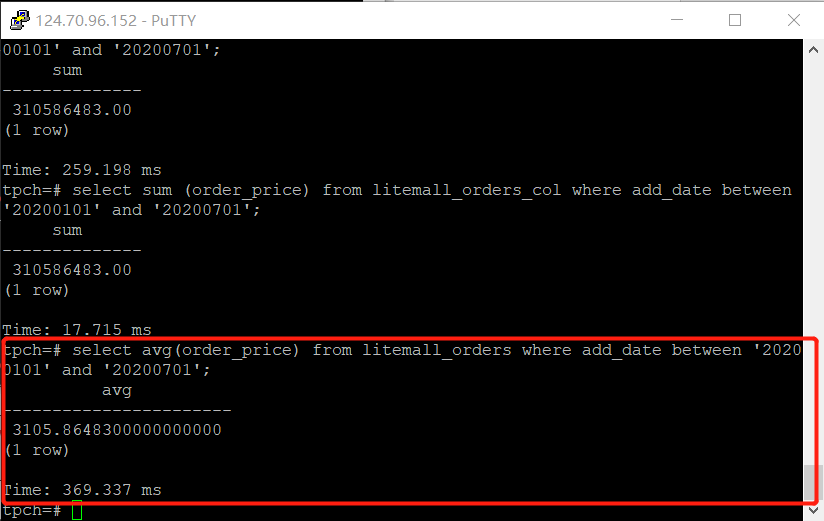 124.70.96.152 - PuTTY
00101' and '20200701';
sum
--------------
310586483.00
(1 row)
Time: 259.198 ms
tpch=# select sum (order_price) from litemall_orders_col where add_date between
'20200101' and '20200701';
sum
--------------
310586483.00
(1 row)
Time: 17.715 ms
tpch=# select avg(order_price) from litemall_orders where add_date between '2020
0101' and '20200701';
avg
-----------------------
3105.8648300000000000
(1 row)
Time: 369.337 ms
tpch=#